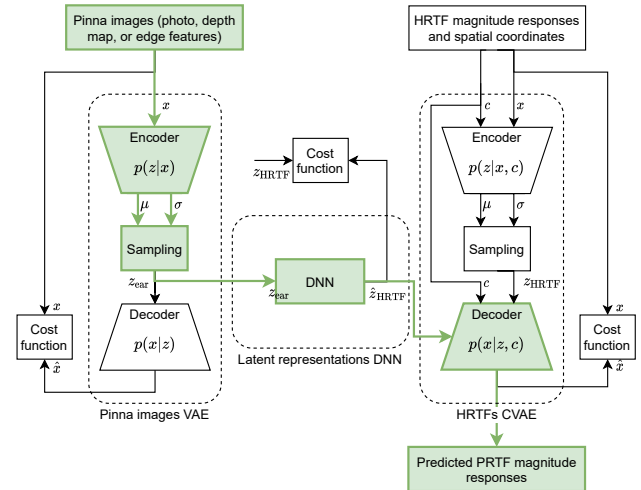 Pinna images (photo, depth
map, or edge features)
HRTF magnitude responses
and spatial coordinates
x
c
x
Encoder
p(z|x)
μ
σ
Sampling
z_ear
Decoder
p(x|z)
x
Cost
function
x̂
Pinna images VAE
Cost
function
z_HRTF
z_ear
DNN
ẑ_HRTF
Latent representations DNN
Encoder
p(z|x, c)
μ
σ
Sampling
c
z_HRTF
Decoder
p(x|z, c)
x
Cost
function
x̂
HRTFs CVAE
Predicted PRTF magnitude
responses